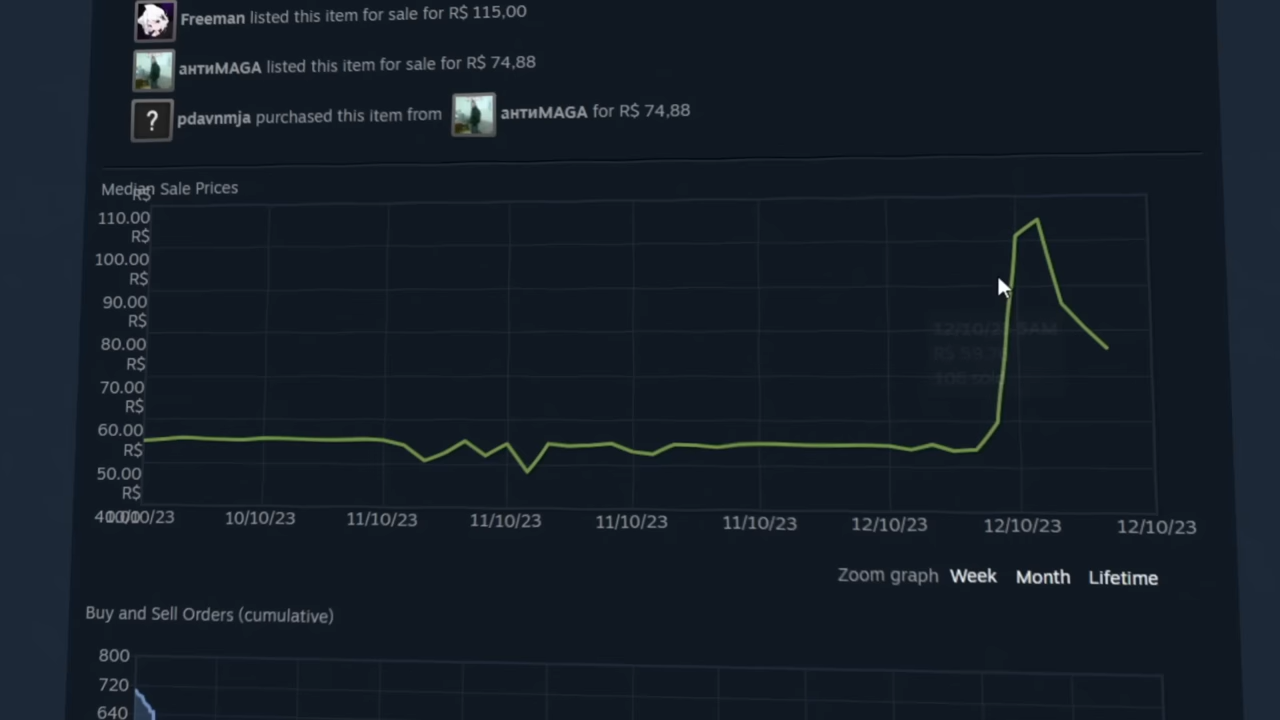 Freeman listed this item for sale for R$ 115,00
антиMAGA listed this item for sale for R$ 74,88
? pdavnmja purchased this item from антиMAGA for R$ 74,88
Median Sale Prices
R$
110.00
R$
100.00
R$
90.00
R$
80.00
R$
70.00
R$
60.00
R$
50.00
R$
10/10/23 10/10/23 11/10/23 11/10/23 11/10/23 11/10/23 12/10/23 12/10/23 12/10/23
Zoom graph Week Month Lifetime
Buy and Sell Orders (cumulative)
800
720
640